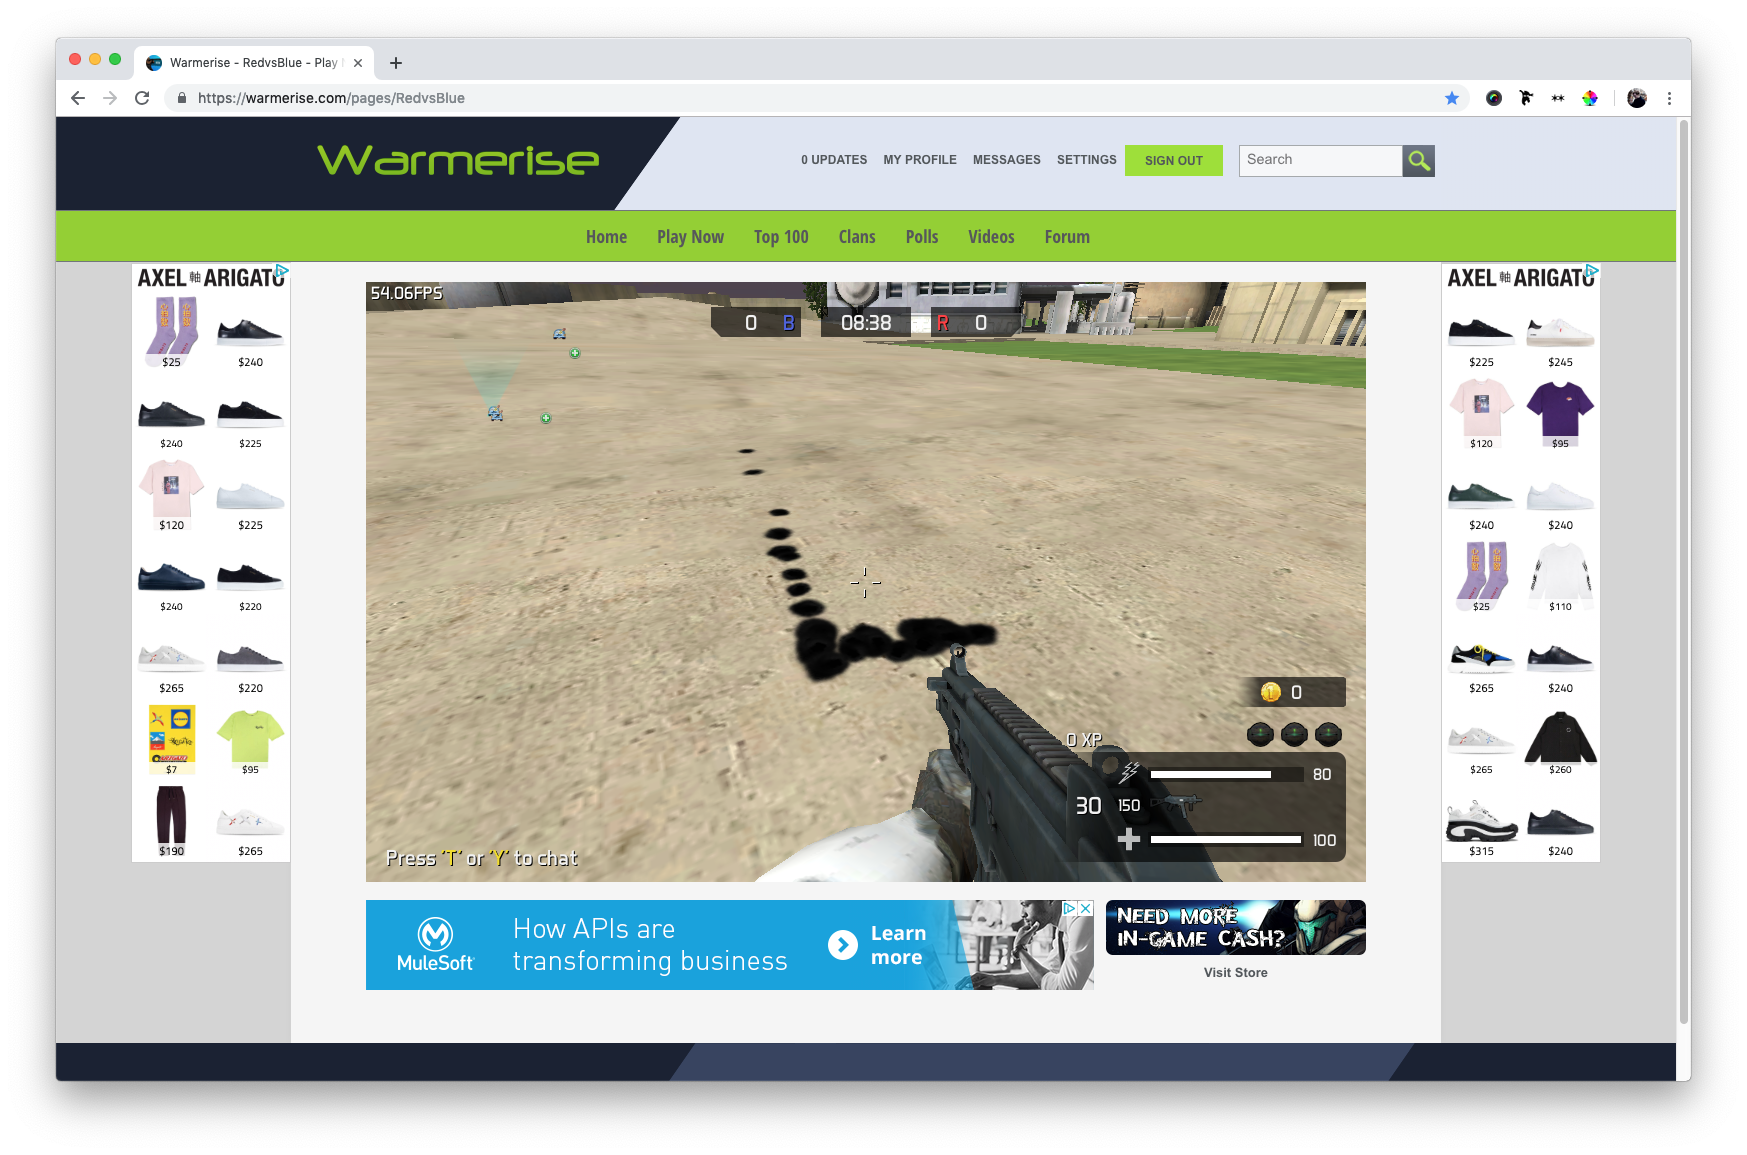 Warmerise - RedvsBlue - Play
https://warmerise.com/pages/RedvsBlue
Warmerise
0 UPDATES MY PROFILE MESSAGES SETTINGS SIGN OUT Search
Home Play Now Top 100 Clans Polls Videos Forum
AXEL 軸 ARIGATO
$25 $240
$240 $225
$120 $225
$240 $220
$265 $220
$7 $95
$190 $265
54.06FPS
0 B 08:38 R 0
1 0
0 XP
80
30 150
100
Press 'T' or 'Y' to chat
AXEL 軸 ARIGATO
$225 $245
$120 $95
$240 $240
$25 $110
$265 $240
$265 $260
$315 $240
MuleSoft
How APIs are
transforming business
Learn
more
NEED MORE
IN-GAME CASH?
Visit Store